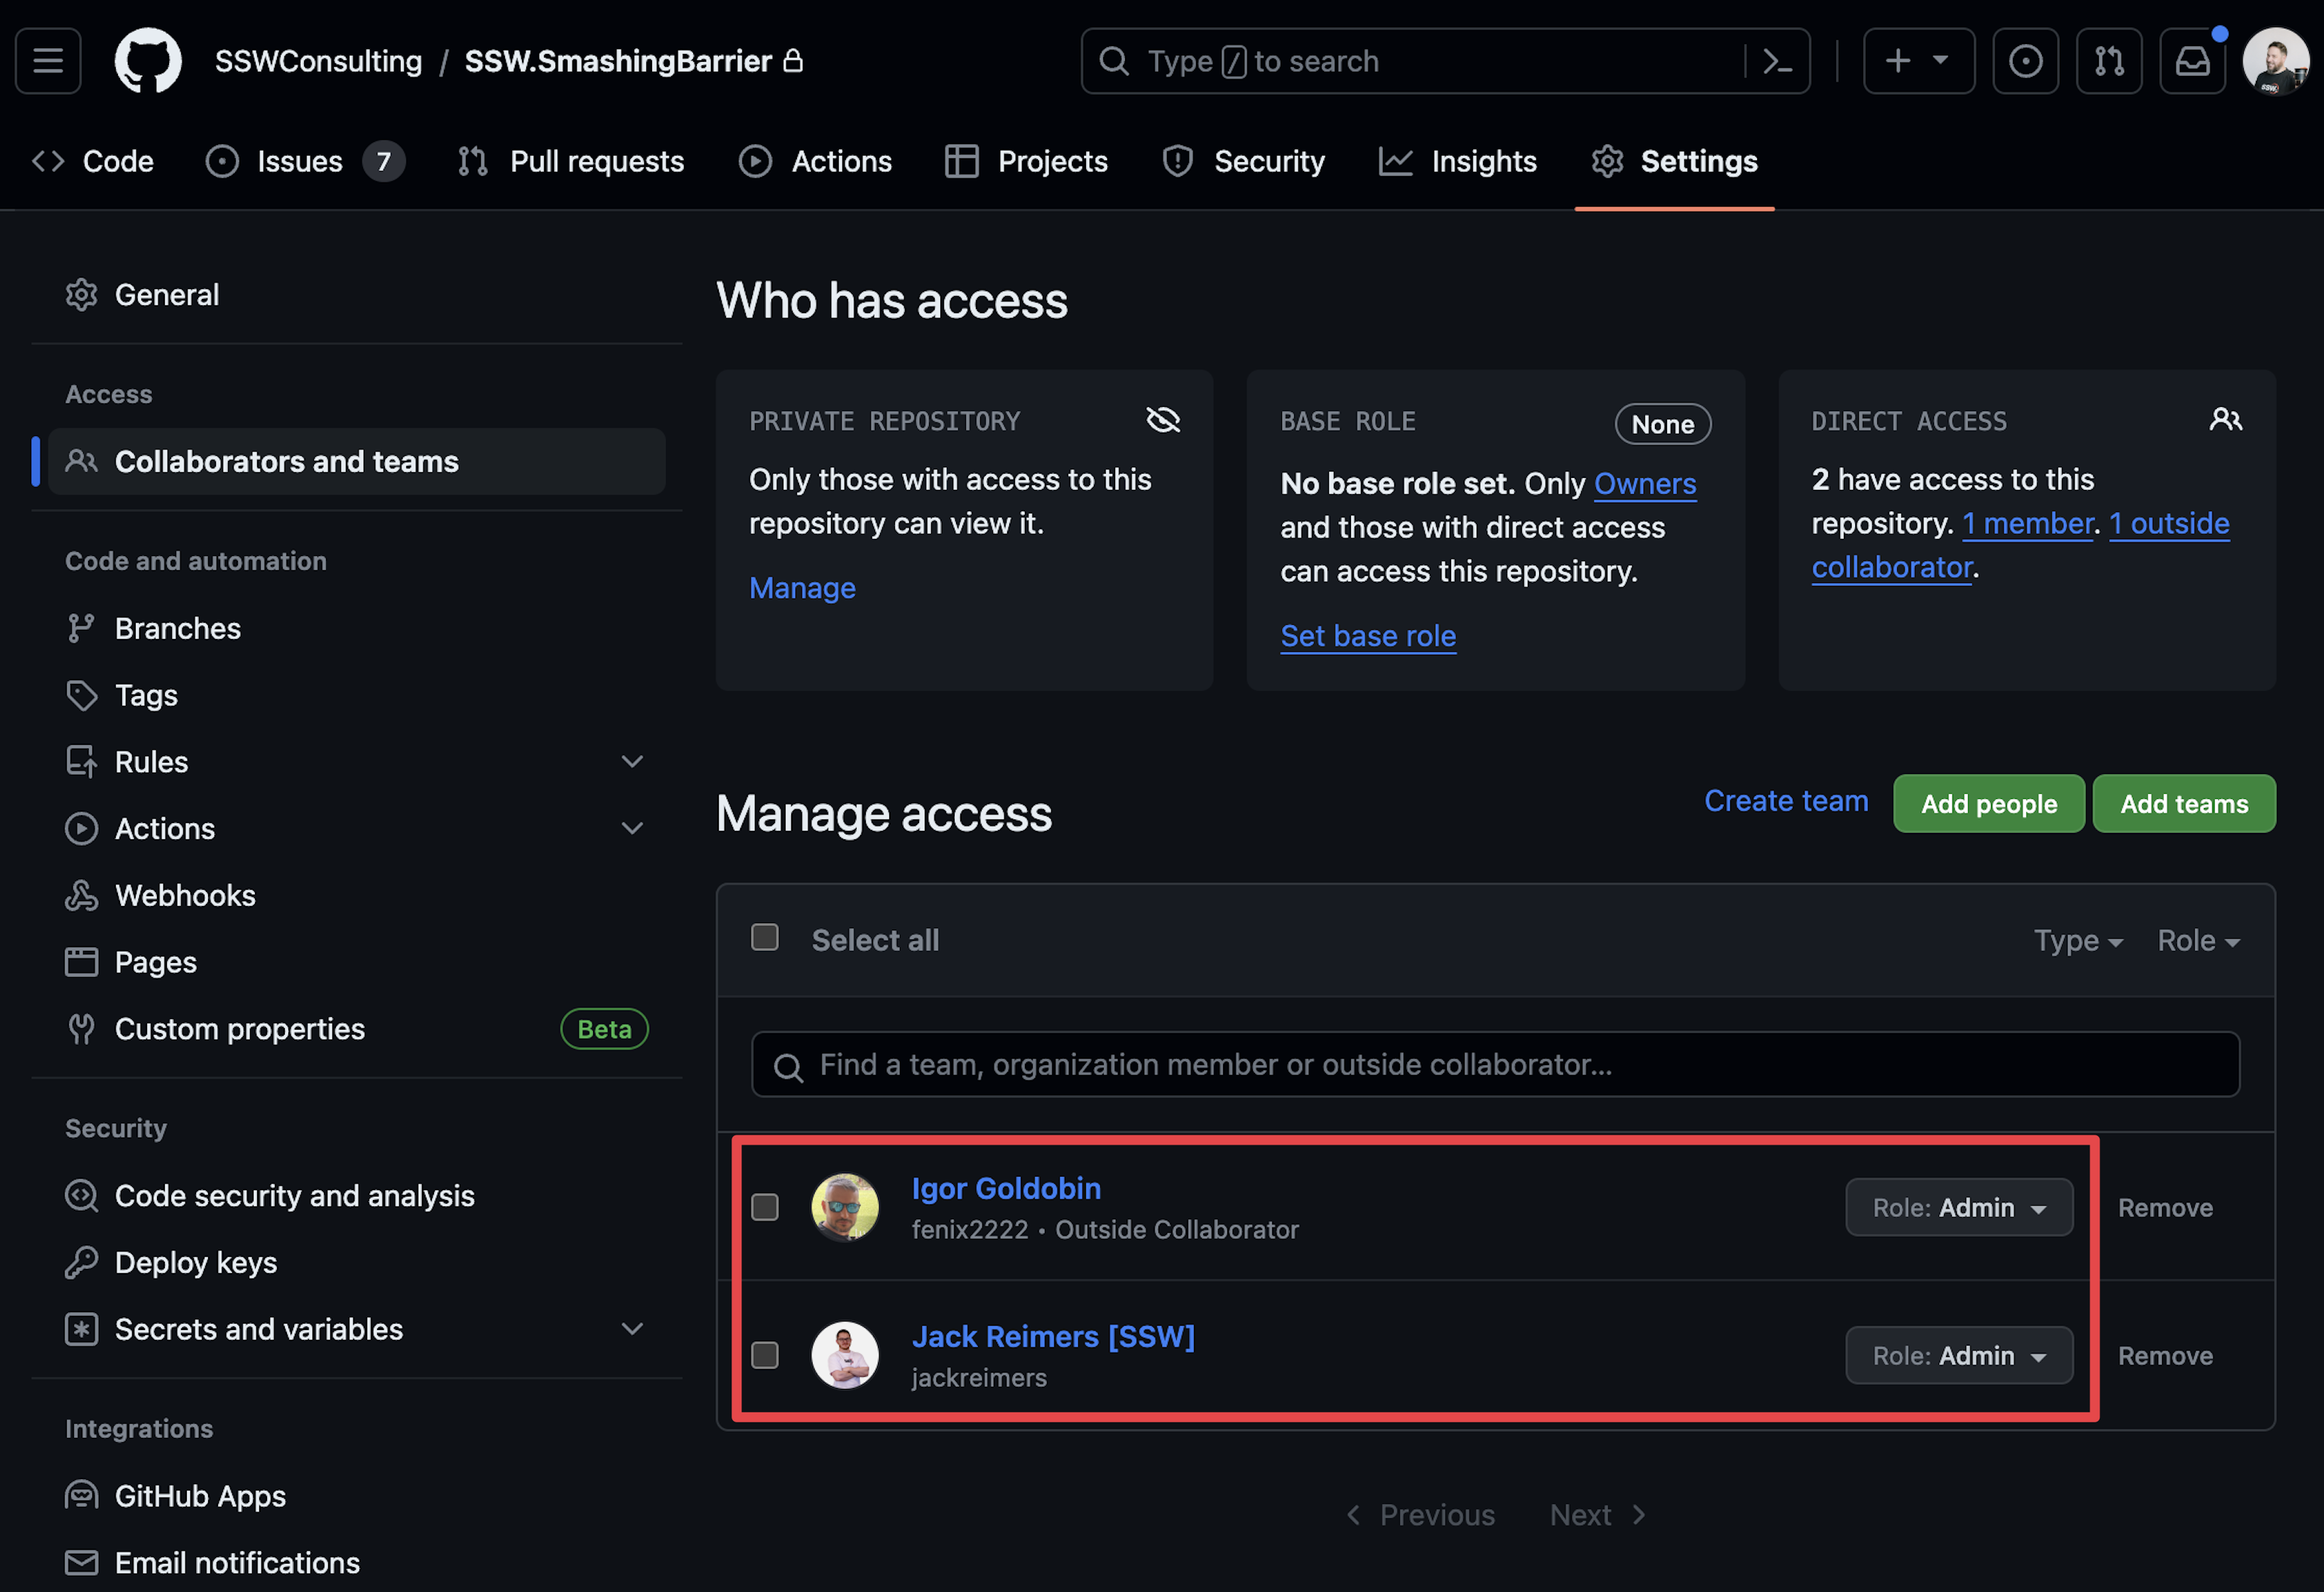 SSWConsulting / SSW.SmashingBarrier
Type / to search
Code
Issues 7
Pull requests
Actions
Projects
Security
Insights
Settings
General
Access
Collaborators and teams
Code and automation
Branches
Tags
Rules
Actions
Webhooks
Pages
Custom properties Beta
Security
Code security and analysis
Deploy keys
Secrets and variables
Integrations
GitHub Apps
Email notifications
Who has access
PRIVATE REPOSITORY
Only those with access to this
repository can view it.
Manage
BASE ROLE None
No base role set. Only Owners
and those with direct access
can access this repository.
Set base role
DIRECT ACCESS
2 have access to this
repository. 1 member. 1 outside
collaborator.
Manage access
Create team
Add people
Add teams
Select all
Type
Role
Find a team, organization member or outside collaborator...
Igor Goldobin
fenix2222 • Outside Collaborator
Role: Admin
Remove
Jack Reimers [SSW]
jackreimers
Role: Admin
Remove
Previous
Next